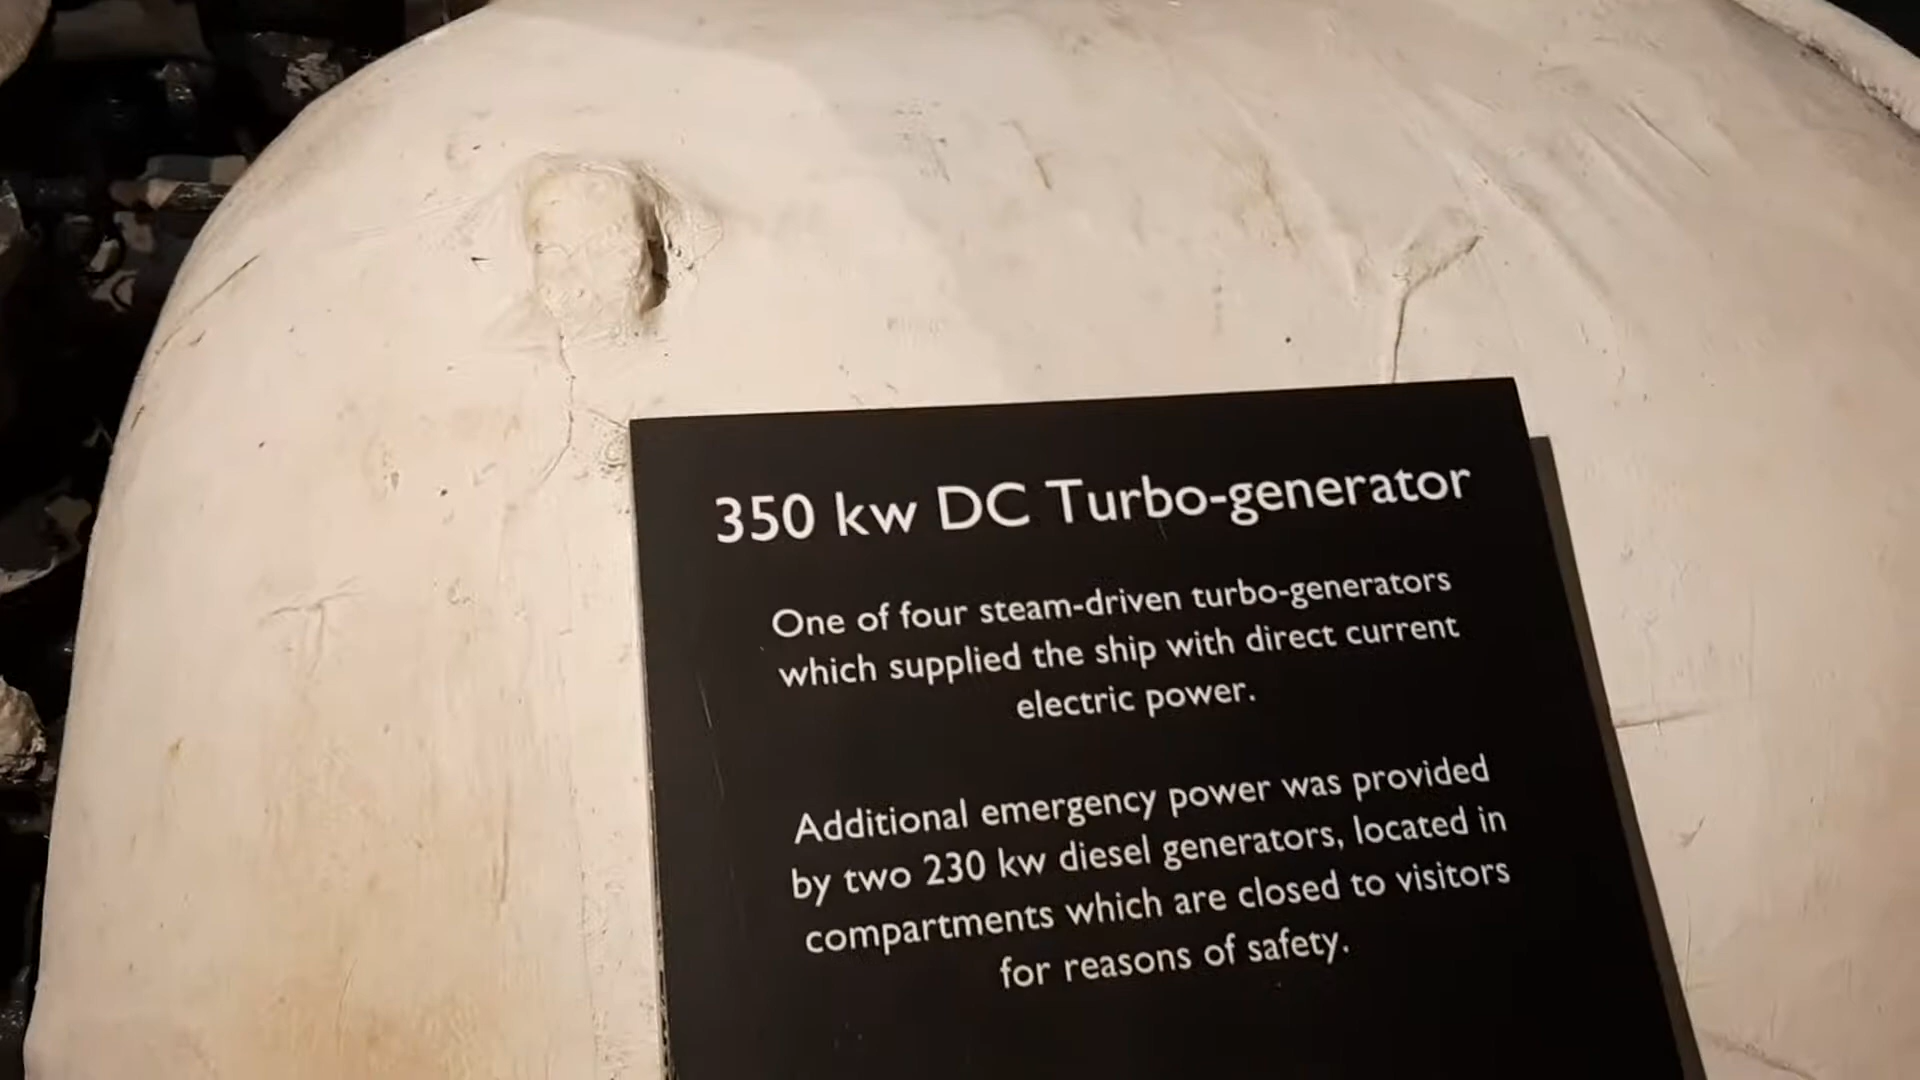 350 kw DC Turbo-generator
One of four steam-driven turbo-generators
which supplied the ship with direct current
electric power.
Additional emergency power was provided
by two 230 kw diesel generators, located in
compartments which are closed to visitors
for reasons of safety.